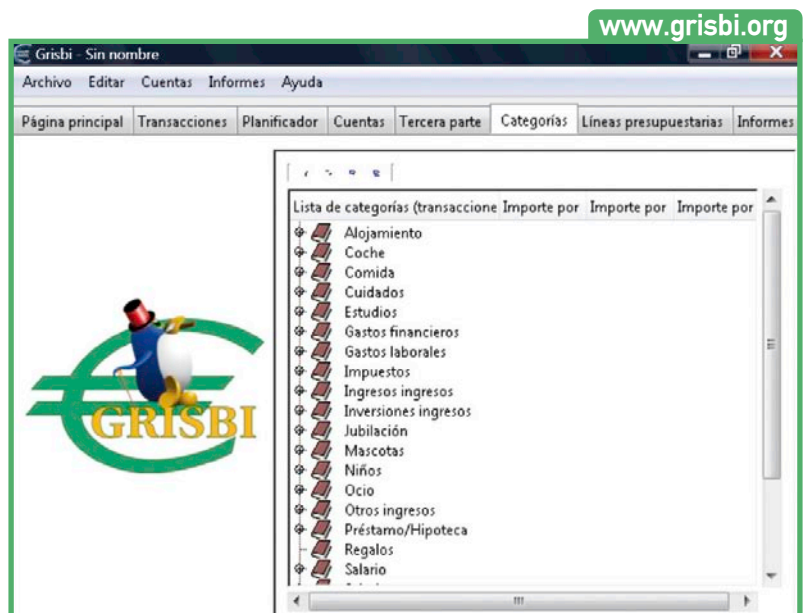 www.grisbi.org
Grisbi - Sin nombre
Archivo Editar Cuentas Informes Ayuda
Página principal Transacciones Planificador Cuentas Tercera parte Categorías Líneas presupuestarias Informes
Lista de categorías (transaccione Importe por Importe por Importe por
Alojamiento
Coche
Comida
Cuidados
Estudios
Gastos financieros
Gastos laborales
Impuestos
Ingresos ingresos
Inversiones ingresos
Jubilación
Mascotas
Niños
Ocio
Otros ingresos
Préstamo/Hipoteca
Regalos
Salario
GRISBI